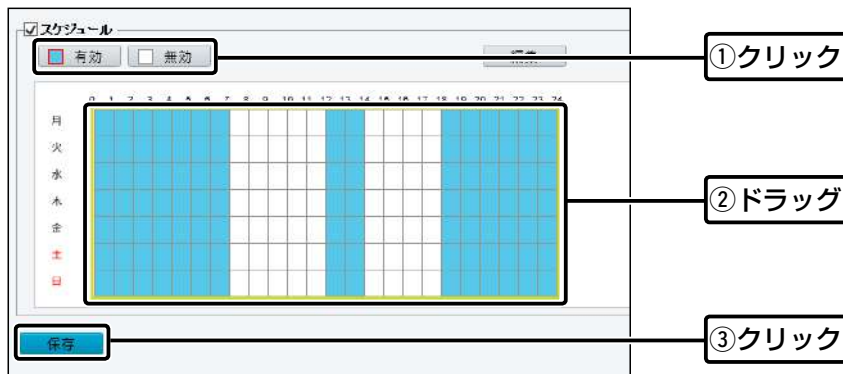 スケジュール
有効 無効 編集
①クリック
0 1 2 3 4 5 6 7 8 9 10 11 12 13 14 15 16 17 18 19 20 21 22 23 24
月
火
水
木
②ドラッグ
金
土
日
保存
③クリック